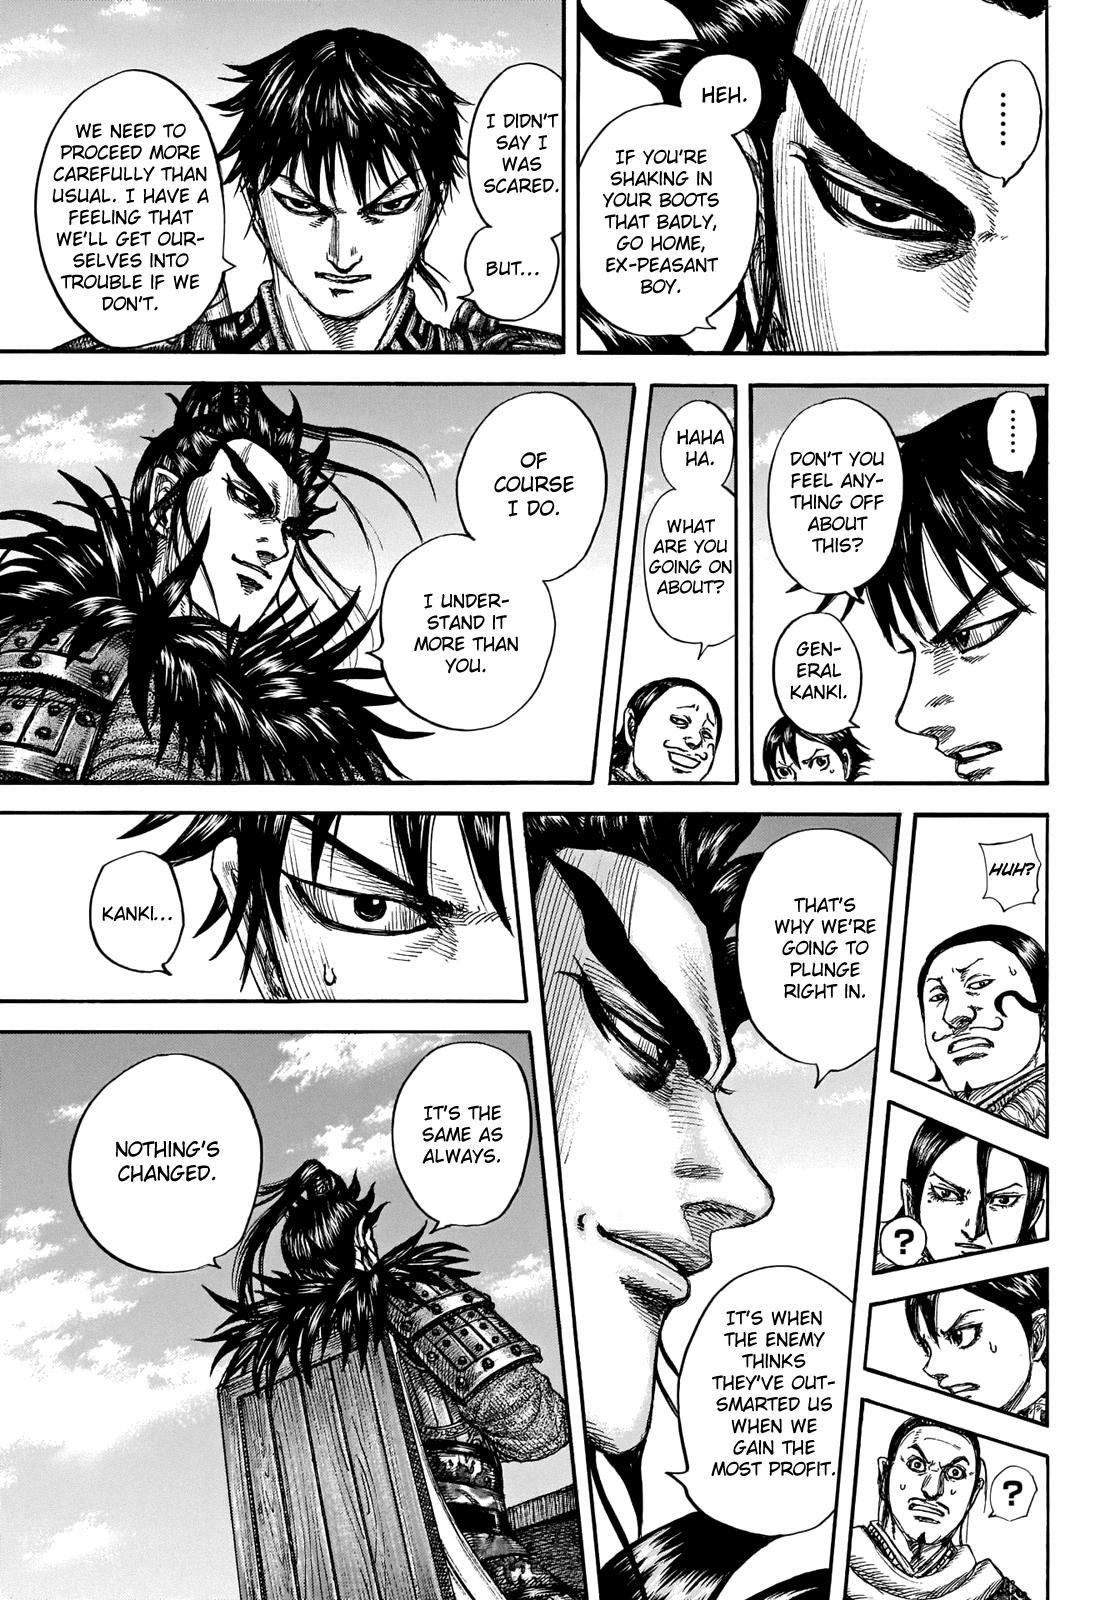 ......
HEH.
IF YOU'RE
SHAKING IN
YOUR BOOTS
THAT BADLY,
GO HOME,
EX-PEASANT
BOY.
I DIDN'T
SAY I
WAS
SCARED.
BUT...
WE NEED TO
PROCEED MORE
CAREFULLY THAN
USUAL. I HAVE A
FEELING THAT
WE'LL GET OUR-
SELVES INTO
TROUBLE IF WE
DON'T.
......
DON'T YOU
FEEL ANY-
THING OFF
ABOUT
THIS?
GEN-
ERAL
KANKI.
HAHA
HA.
WHAT
ARE YOU
GOING ON
ABOUT?
OF
COURSE
I DO.
I UNDER-
STAND IT
MORE THAN
YOU.
HUH?
?
?
THAT'S
WHY WE'RE
GOING TO
PLUNGE
RIGHT IN.
IT'S WHEN
THE ENEMY
THINKS
THEY'VE OUT-
SMARTED US
WHEN WE
GAIN THE
MOST PROFIT.
KANKI...
IT'S THE
SAME AS
ALWAYS.
NOTHING'S
CHANGED.